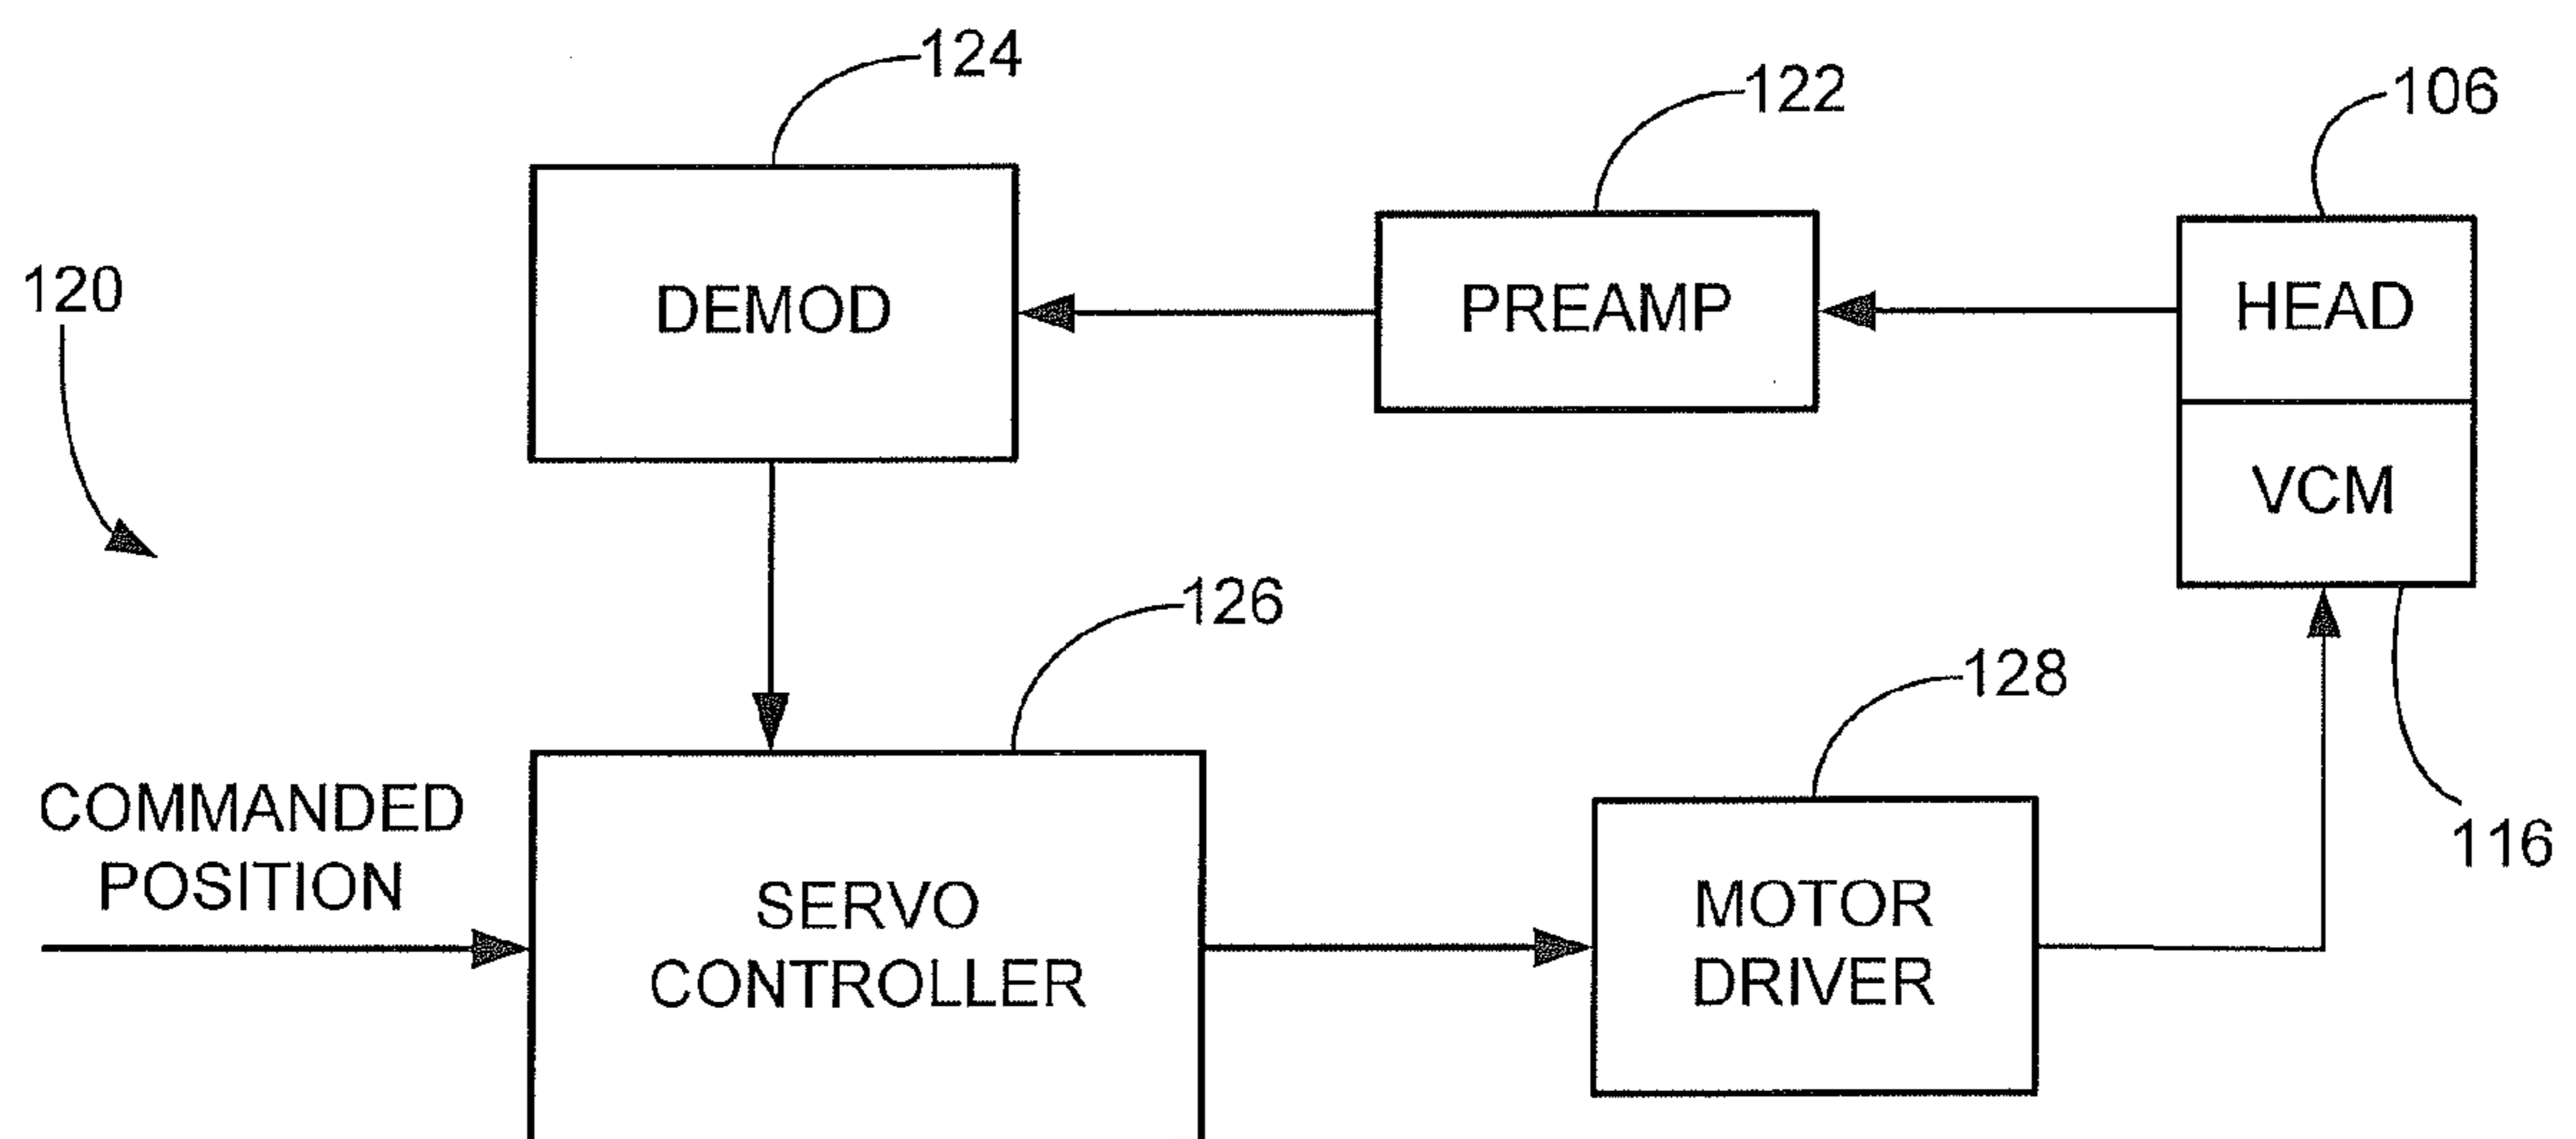 124
122
106
120
DEMOD
PREAMP
HEAD
VCM
126
128
116
COMMANDED
POSITION
SERVO
CONTROLLER
MOTOR
DRIVER